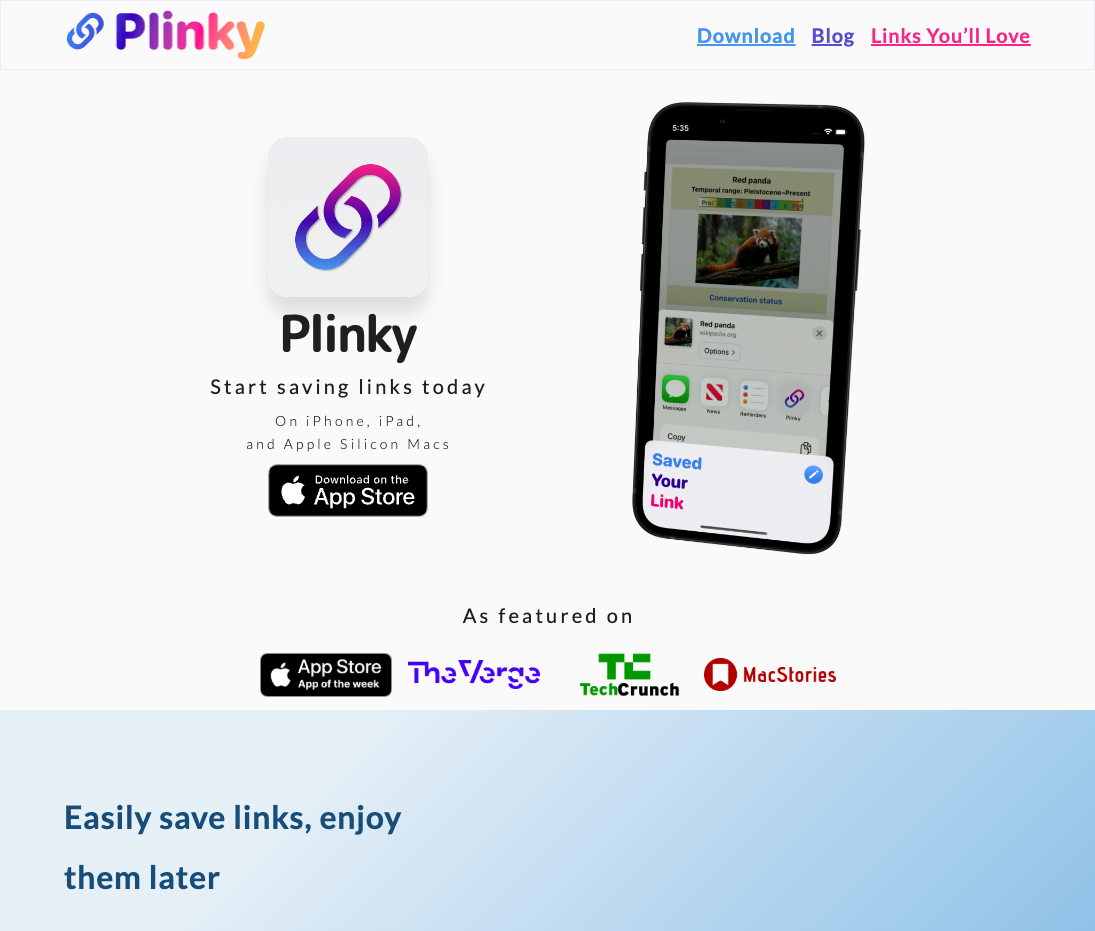 Plinky
Download Blog Links You’ll Love
5:35
Red panda
Temporal range: Pleistocene–Present
Conservation status
Red panda
wikipedia.org
Options >
Messages
News
Reminders
Plinky
Copy
Saved
Your
Link
Plinky
Start saving links today
On iPhone, iPad,
and Apple Silicon Macs
Download on the
App Store
As featured on
App Store
App of the week
TheVerge
TC
TechCrunch
MacStories
Easily save links, enjoy
them later